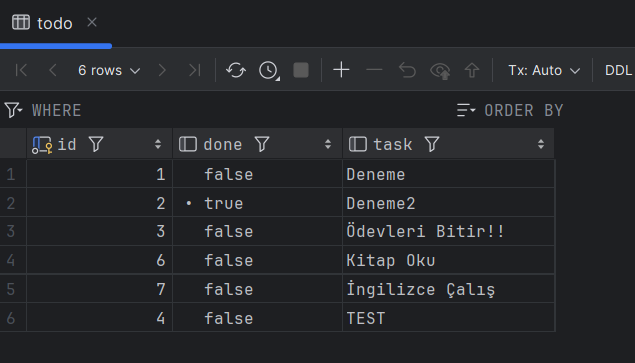 todo
6 rows Tx: Auto DDL
WHERE ORDER BY
id done task
1 1 false Deneme
2 2 true Deneme2
3 3 false Ödevleri Bitir!!
4 6 false Kitap Oku
5 7 false İngilizce Çalış
6 4 false TEST